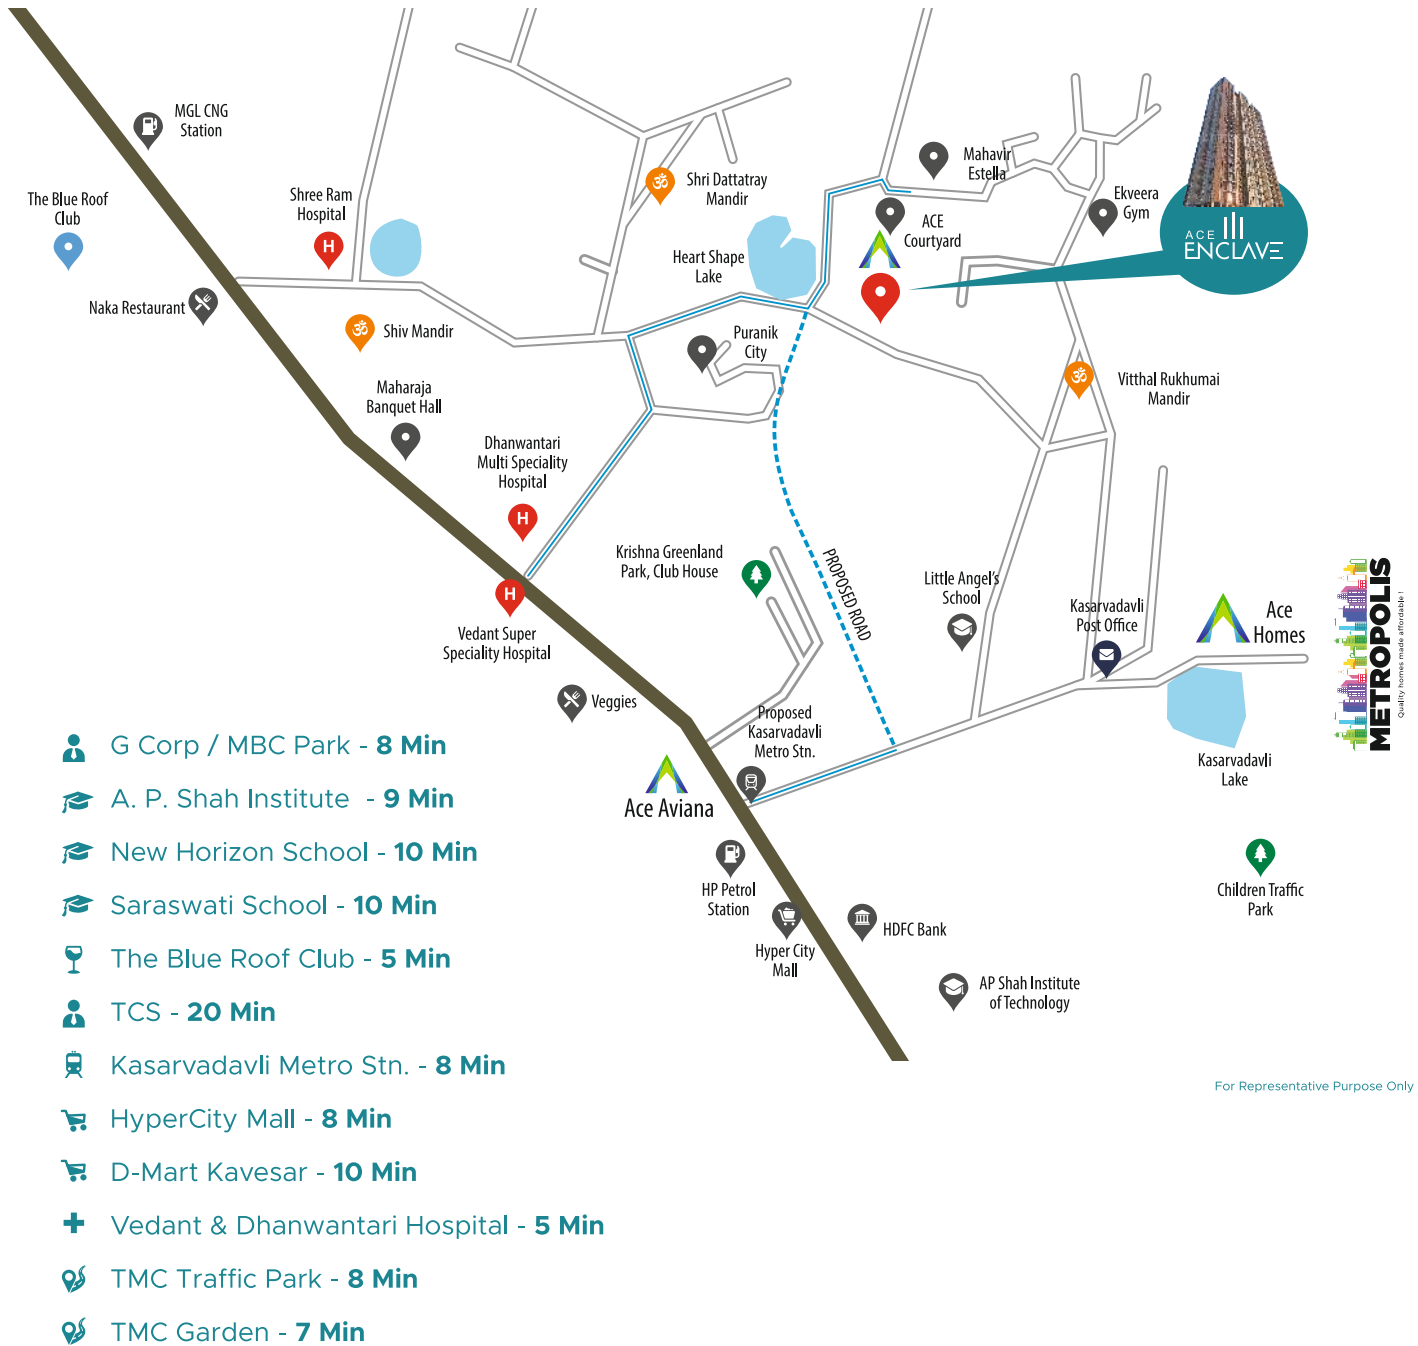 MGL CNG
Station
The Blue Roof
Club
Shree Ram
Hospital
H
Naka Restaurant
ॐ
Shiv Mandir
ॐ
Shri Dattatray
Mandir
Heart Shape
Lake
Mahavir
Estella
ACE
Courtyard
Ekveera
Gym
ACE
ENCLAVE
Puranik
City
ॐ
Vitthal Rukhumai
Mandir
Maharaja
Banquet Hall
Dhanwantari
Multi Speciality
Hospital
H
H
Vedant Super
Speciality Hospital
Krishna Greenland
Park, Club House
PROPOSED ROAD
Little Angel's
School
Kasarvadavli
Post Office
Ace
Homes
METROPOLIS
Quality homes made affordable !
Veggies
Proposed
Kasarvadavli
Metro Stn.
Kasarvadavli
Lake
Ace Aviana
HP Petrol
Station
Hyper City
Mall
HDFC Bank
Children Traffic
Park
AP Shah Institute
of Technology
For Representative Purpose Only
G Corp / MBC Park - 8 Min
A. P. Shah Institute - 9 Min
New Horizon School - 10 Min
Saraswati School - 10 Min
The Blue Roof Club - 5 Min
TCS - 20 Min
Kasarvadavli Metro Stn. - 8 Min
HyperCity Mall - 8 Min
D-Mart Kavesar - 10 Min
Vedant & Dhanwantari Hospital - 5 Min
TMC Traffic Park - 8 Min
TMC Garden - 7 Min